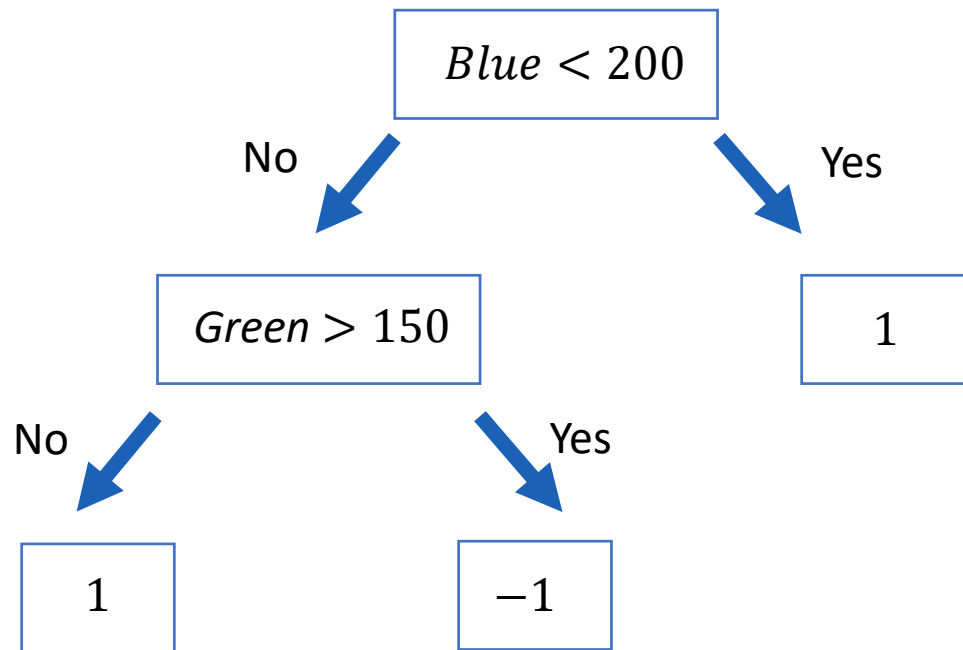 Blue < 200
No
Yes
Green > 150
1
No
Yes
1
−1